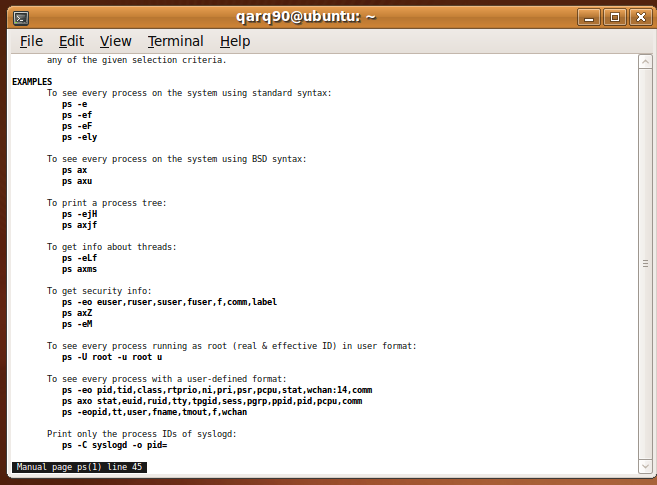 qarq90@ubuntu: ~
File Edit View Terminal Help
any of the given selection criteria.
EXAMPLES
To see every process on the system using standard syntax:
ps -e
ps -ef
ps -eF
ps -ely
To see every process on the system using BSD syntax:
ps ax
ps axu
To print a process tree:
ps -ejH
ps axjf
To get info about threads:
ps -eLf
ps axms
To get security info:
ps -eo euser,ruser,suser,fuser,f,comm,label
ps axZ
ps -eM
To see every process running as root (real & effective ID) in user format:
ps -U root -u root u
To see every process with a user-defined format:
ps -eo pid,tid,class,rtprio,ni,pri,psr,pcpu,stat,wchan:14,comm
ps axo stat,euid,ruid,tty,tpgid,sess,pgrp,ppid,pid,pcpu,comm
ps -eopid,tt,user,fname,tmout,f,wchan
Print only the process IDs of syslogd:
ps -C syslogd -o pid=
Manual page ps(1) line 45